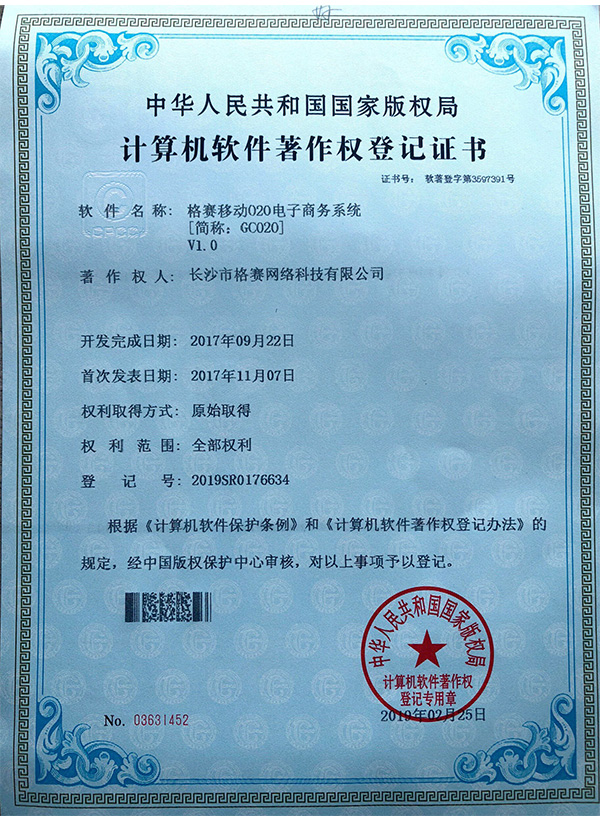 中华人民共和国国家版权局
计算机软件著作权登记证书
证书号： 软著登字第3597391号
软件名称： 格赛移动O2O电子商务系统
[简称：GCO2O]
V1.0
著作权人： 长沙市格赛网络科技有限公司
开发完成日期： 2017年09月22日
首次发表日期： 2017年11月07日
权利取得方式： 原始取得
权利范围： 全部权利
登记号： 2019SR0176634
根据《计算机软件保护条例》和《计算机软件著作权登记办法》的
规定，经中国版权保护中心审核，对以上事项予以登记。
中华人民共和国国家版权局
计算机软件著作权
登记专用章
No. 03631452
2019年02月25日